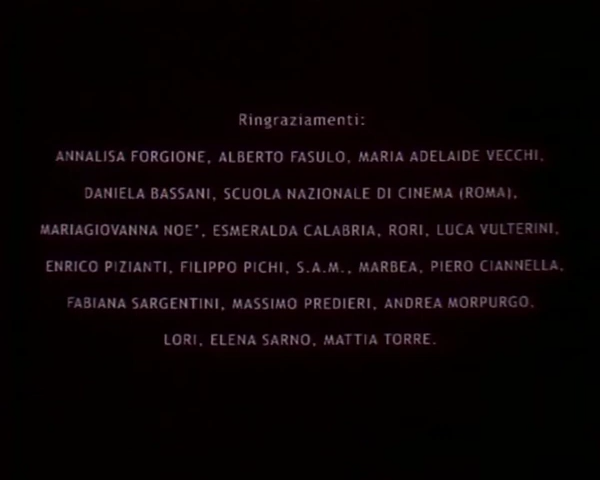 Ringraziamenti:
ANNALISA FORGIONE, ALBERTO FASULO, MARIA ADELAIDE VECCHI,
DANIELA BASSANI, SCUOLA NAZIONALE DI CINEMA (ROMA),
MARIAGIOVANNA NOE', ESMERALDA CALABRIA, RORI, LUCA VULTERINI,
ENRICO PIZIANTI, FILIPPO PICHI, S.A.M., MARBEA, PIERO CIANNELLA,
FABIANA SARGENTINI, MASSIMO PREDIERI, ANDREA MORPURGO,
LORI, ELENA SARNO, MATTIA TORRE.